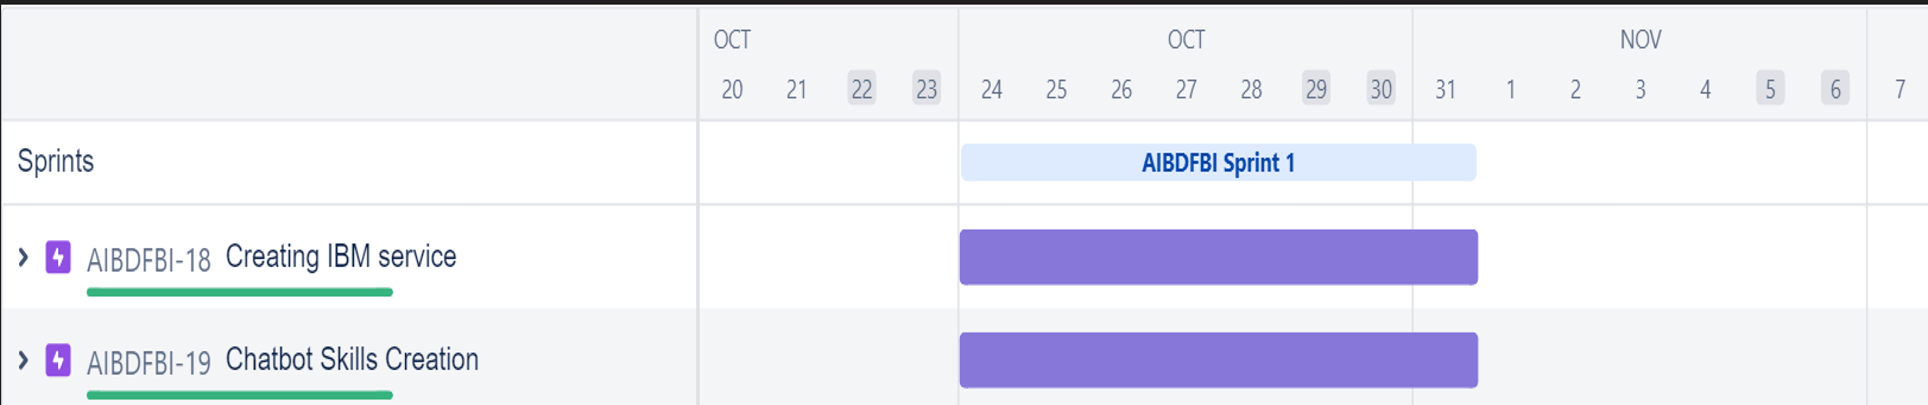 OCT OCT NOV
20 21 22 23 24 25 26 27 28 29 30 31 1 2 3 4 5 6 7
Sprints AIBDFBI Sprint 1
AIBDFBI-18 Creating IBM service
AIBDFBI-19 Chatbot Skills Creation